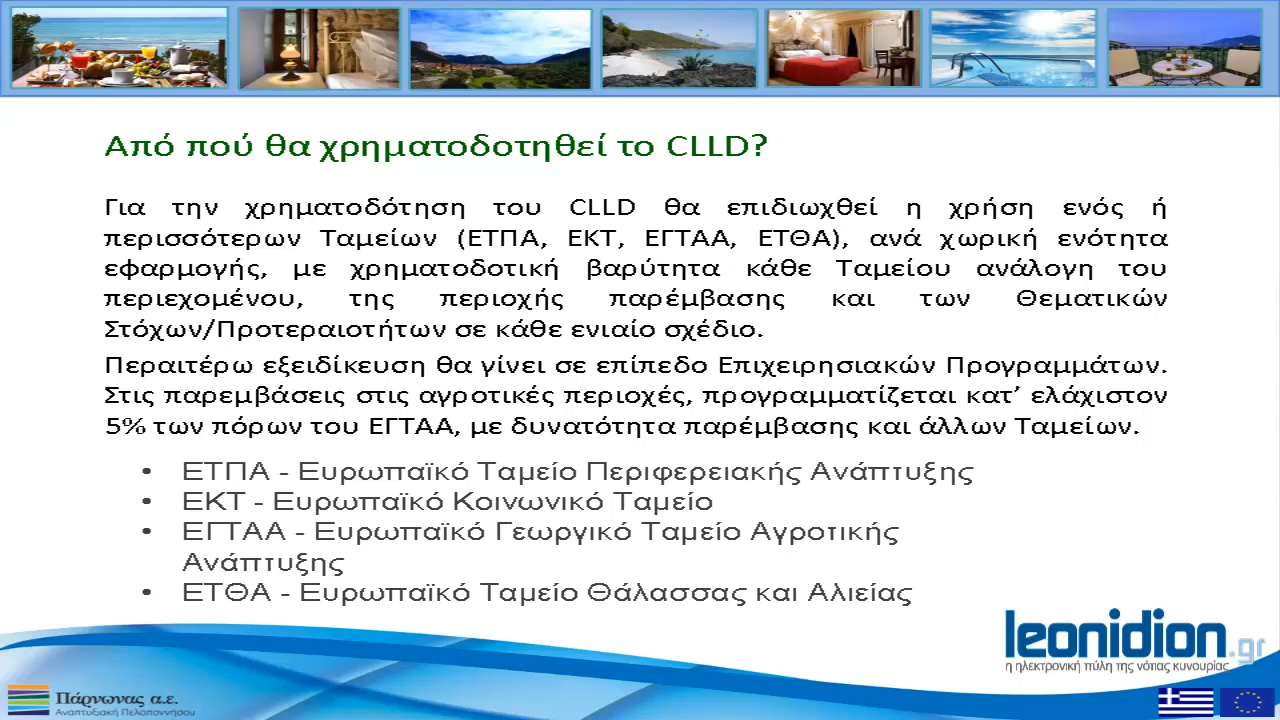 Από πού θα χρηματοδοτηθεί το CLLD?
Για την χρηματοδότηση του CLLD θα επιδιωχθεί η χρήση ενός ή
περισσότερων Ταμείων (ΕΤΠΑ, ΕΚΤ, ΕΓΤΑΑ, ΕΤΘΑ), ανά χωρική ενότητα
εφαρμογής, με χρηματοδοτική βαρύτητα κάθε Ταμείου ανάλογη του
περιεχομένου, της περιοχής παρέμβασης και των Θεματικών
Στόχων/Προτεραιοτήτων σε κάθε ενιαίο σχέδιο.
Περαιτέρω εξειδίκευση θα γίνει σε επίπεδο Επιχειρησιακών Προγραμμάτων.
Στις παρεμβάσεις στις αγροτικές περιοχές, προγραμματίζεται κατ’ ελάχιστον
5% των πόρων του ΕΓΤΑΑ, με δυνατότητα παρέμβασης και άλλων Ταμείων.
• ΕΤΠΑ - Ευρωπαϊκό Ταμείο Περιφερειακής Ανάπτυξης
• ΕΚΤ - Ευρωπαϊκό Κοινωνικό Ταμείο
• ΕΓΤΑΑ - Ευρωπαϊκό Γεωργικό Ταμείο Αγροτικής
Ανάπτυξης
• ΕΤΘΑ - Ευρωπαϊκό Ταμείο Θάλασσας και Αλιείας
leonidion.gr
η ηλεκτρονική πύλη της νότιας κυνουρίας
Πάρνωνας α.ε.
Αναπτυξιακή Πελοποννήσου